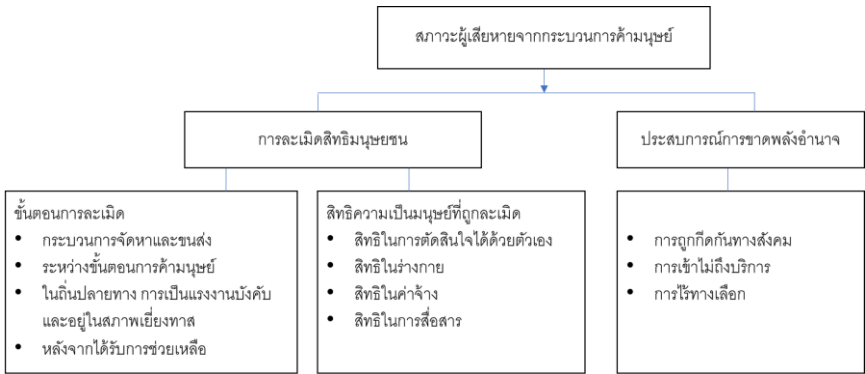 สภาวะผู้เสียหายจากกระบวนการค้ามนุษย์
การละเมิดสิทธิมนุษยชน
ประสบการณ์การขาดพลังอำนาจ
ขั้นตอนการละเมิด
• กระบวนการจัดหาและขนส่ง
• ระหว่างขั้นตอนการค้ามนุษย์
• ในถิ่นปลายทาง การเป็นแรงงานบังคับ
และอยู่ในสภาพเยี่ยงทาส
• หลังจากได้รับการช่วยเหลือ
สิทธิความเป็นมนุษย์ที่ถูกละเมิด
• สิทธิในการตัดสินใจได้ด้วยตัวเอง
• สิทธิในร่างกาย
• สิทธิในค่าจ้าง
• สิทธิในการสื่อสาร
• การถูกกีดกันทางสังคม
• การเข้าไม่ถึงบริการ
• การไร้ทางเลือก